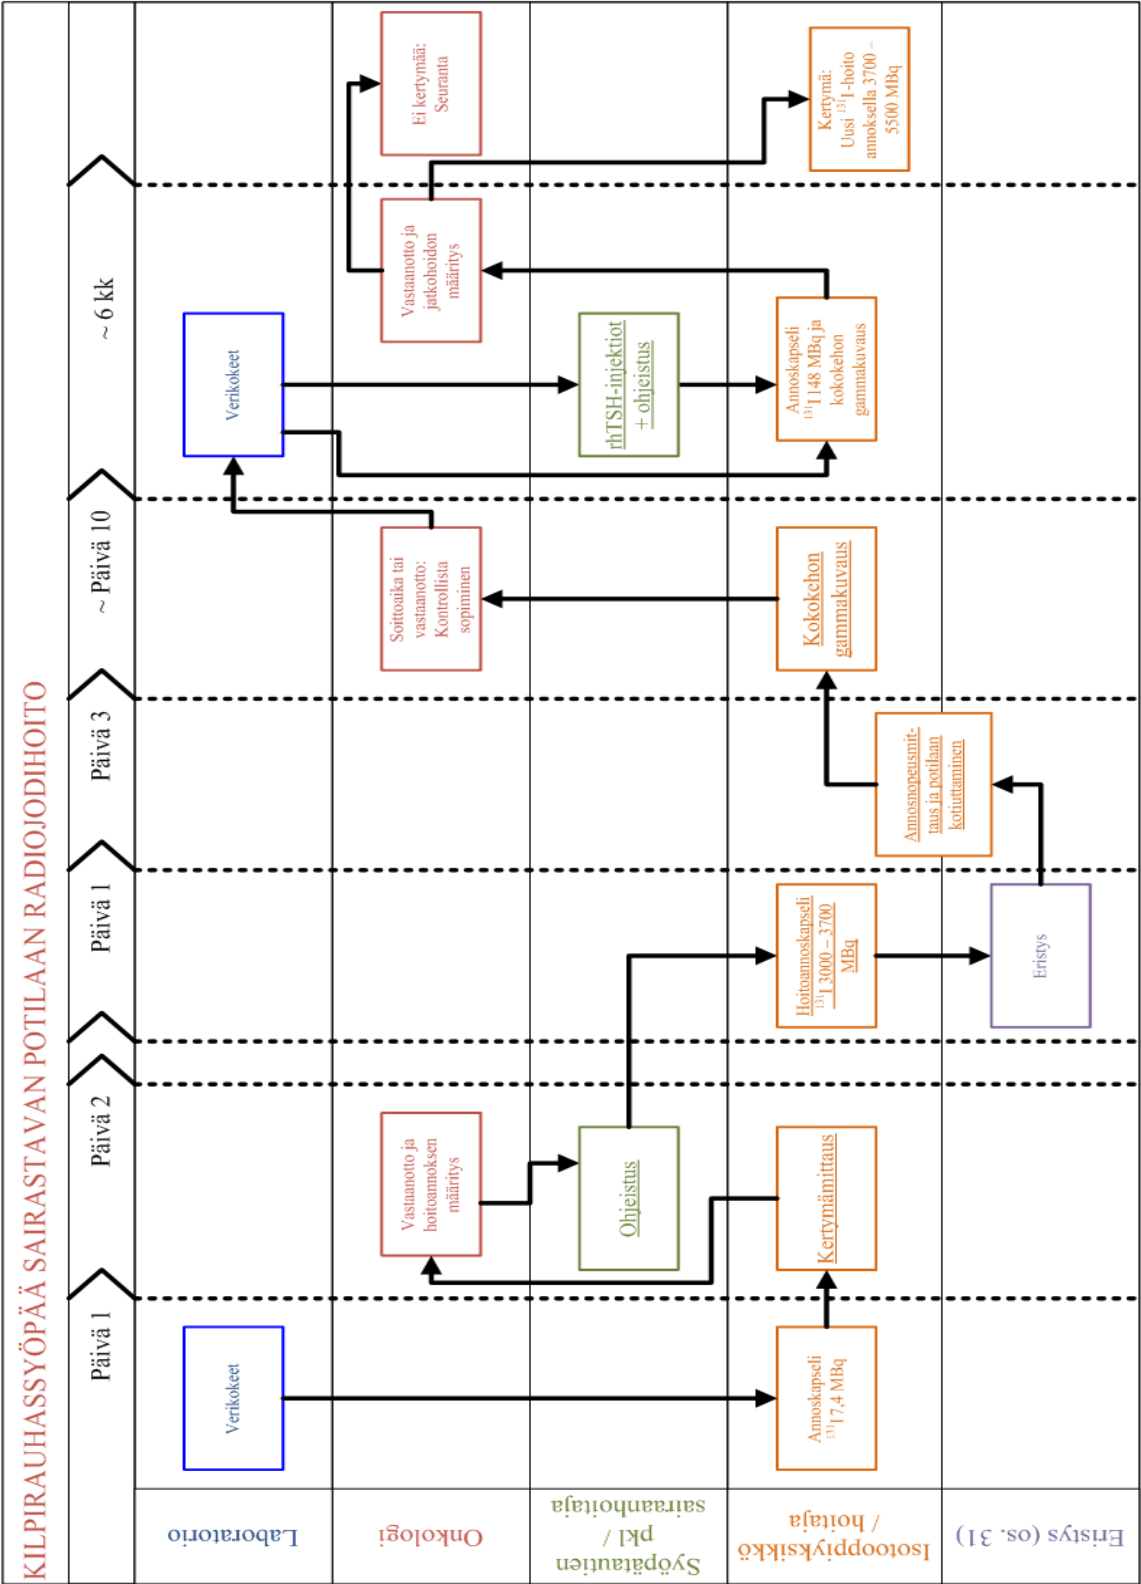 KILPIRAUHASSYÖPÄÄ SAIRASTAVAN POTILAAN RADIOJODIHOITO
Päivä 1
Päivä 2
Päivä 1
Päivä 3
~ Päivä 10
~ 6 kk
Laboratorio
Verikokeet
Verikokeet
Onkologi
Vastaanotto ja
hoitoannoksen
määritys
Soittoaika tai
vastaanotto:
Kontrollista
sopiminen
Vastaanotto ja
jatkohoidon
määritys
Ei kertymää:
Seuranta
Syöpätautien
pkl /
sairaanhoitaja
Ohjeistus
rhTSH-injektiot
+ ohjeistus
Isotooppiyksikkö
/ hoitaja
Annoskapseli
¹³¹I 7,4 MBq
Kertymämittaus
Hoitoannoskapseli
¹³¹I 3000 – 3700
MBq
Annosnopeusmit-
taus ja potilaan
kotiuttaminen
Kokokehon
gammakuvaus
Annoskapseli
¹³¹I 148 MBq ja
kokokehon
gammakuvaus
Kertymä:
Uusi ¹³¹I -hoito
annoksella 3700 –
5500 MBq
Eristys (os. 31)
Eristys